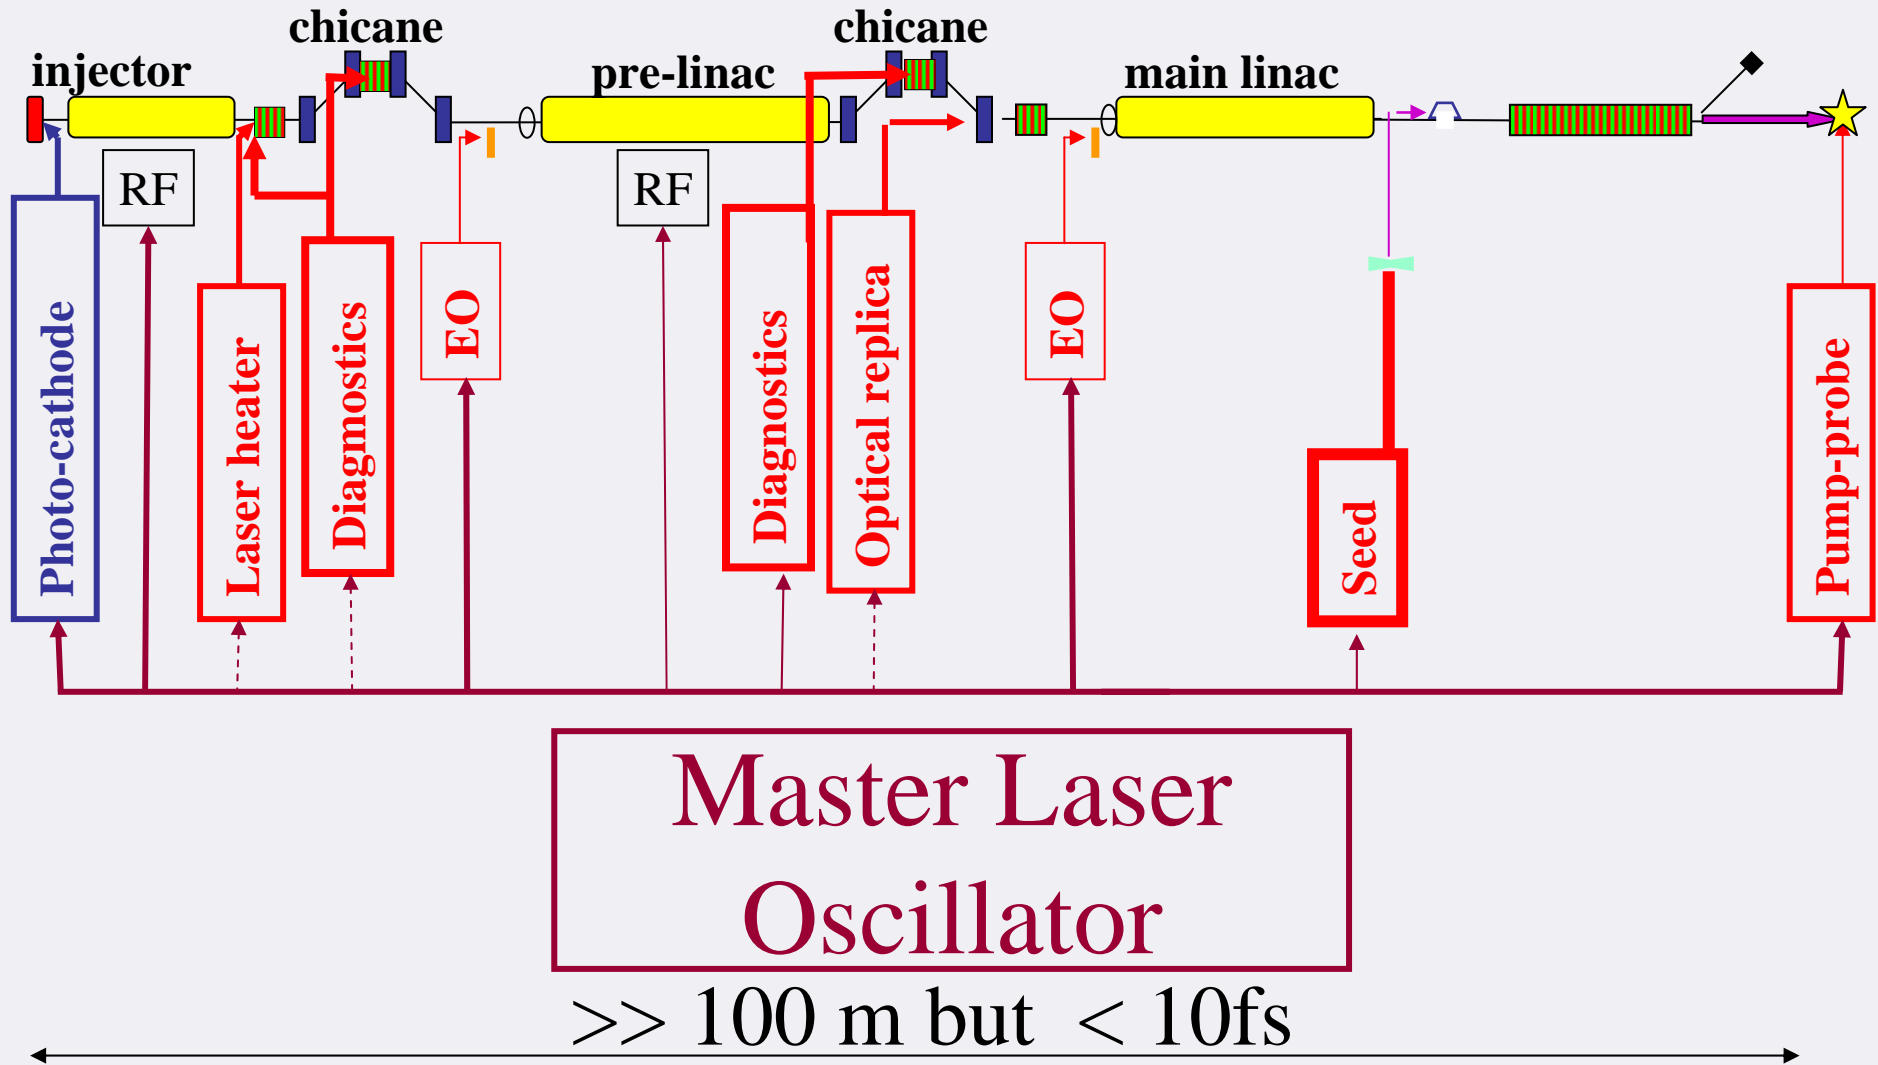 chicane
chicane
injector
pre-linac
main linac
RF
RF
Photo-cathode
Laser heater
Diagmostics
EO
Diagnostics
Optical replica
EO
Seed
Pump-probe
Master Laser
Oscillator
>> 100 m but < 10fs